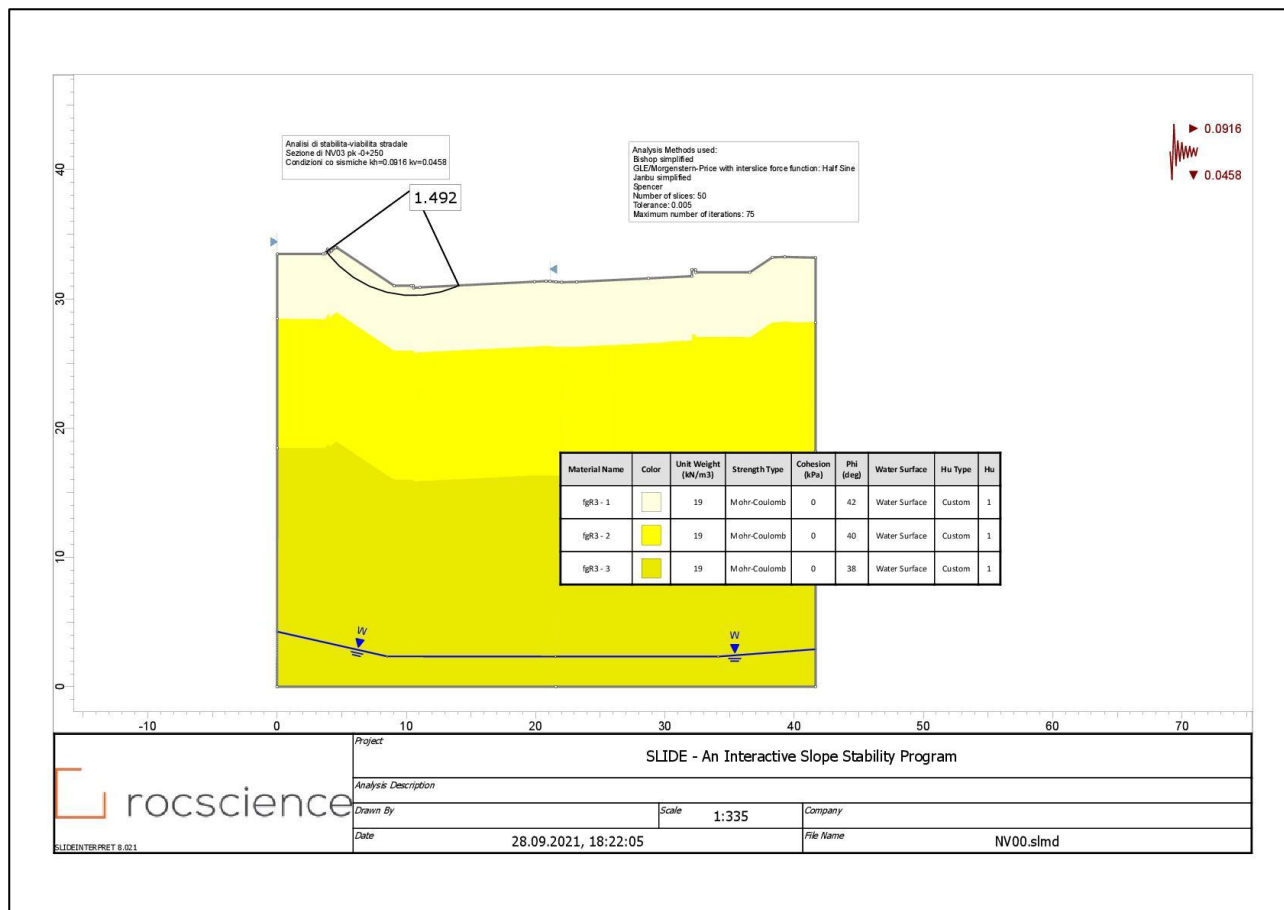 Analisi di stabilita-viabilita stradale
Sezione di NV03 pk -0+250
Condizioni co sismiche kh=0.0916 kv=0.0458
1.492
Analysis Methods used:
Bishop simplified
GLE/Morgenstern-Price with interslice force function: Half Sine
Janbu simplified
Spencer
Number of slices: 50
Tolerance: 0.005
Maximum number of iterations: 75
0.0916
0.0458
40
30
20
10
0
Material Name Color Unit Weight (kN/m3) Strength Type Cohesion (kPa) Phi (deg) Water Surface Hu Type Hu
fgR3 - 1 19 Mohr-Coulomb 0 42 Water Surface Custom 1
fgR3 - 2 19 Mohr-Coulomb 0 40 Water Surface Custom 1
fgR3 - 3 19 Mohr-Coulomb 0 38 Water Surface Custom 1
W W
-10 0 10 20 30 40 50 60 70
rocscience
SLIDEINTERPRET 8.021
Project
SLIDE - An Interactive Slope Stability Program
Analysis Description
Drawn By Scale 1:335 Company
Date 28.09.2021, 18:22:05 File Name NV00.slmd